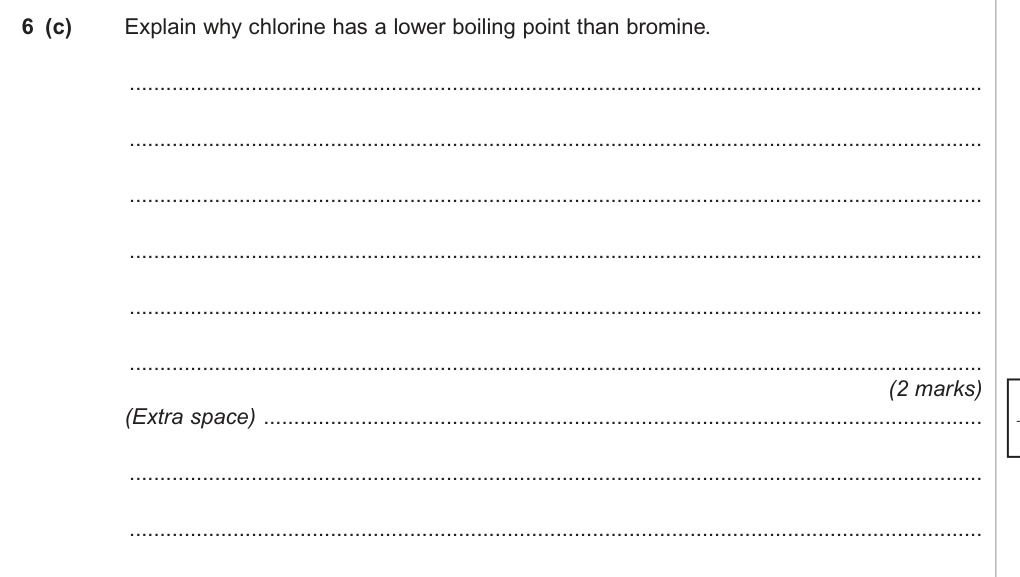 6 (c) Explain why chlorine has a lower boiling point than bromine.
(2 marks)
(Extra space)